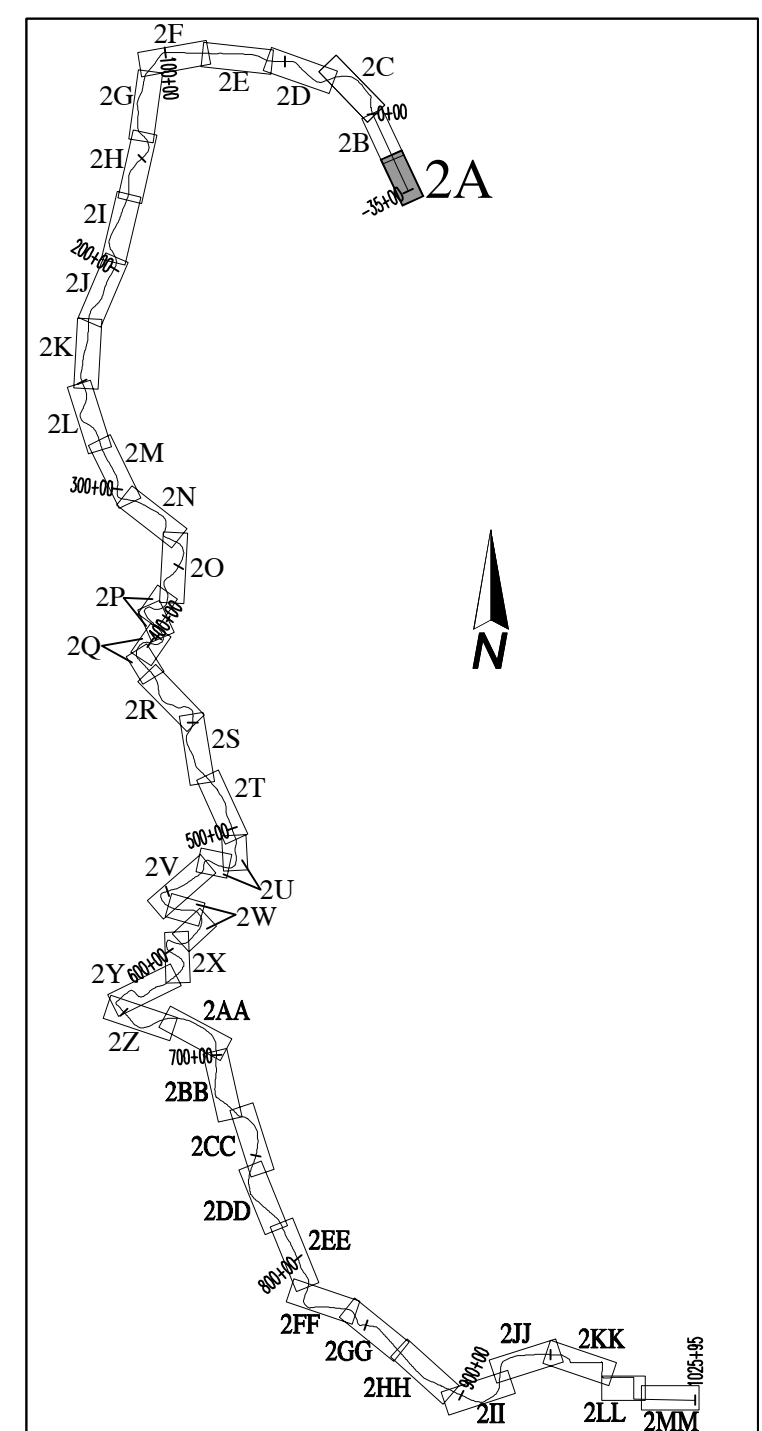 2F
2C
2E
2D
100+00
2G
0+00
2B
2H
2A
-35+00
2I
200+00
2J
2K
2L
2M
300+00
2N
2O
2P
400+00
2Q
2R
2S
2T
500+00
2V
2U
2W
600+00
2X
2Y
2AA
2Z
700+00
2BB
2CC
2DD
2EE
800+00
2FF
2GG
2JJ
2KK
900+00
1025+95
2HH
2II
2LL
2MM
N